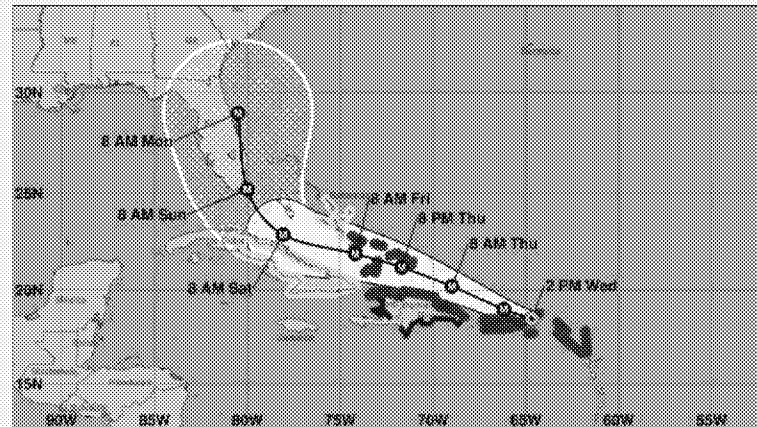 Bermuda
30N
8 AM Mon
25N
8 AM Sun
8 AM Fri
8 PM Thu
8 AM Thu
8 AM Sat
20N
2 PM Wed
15N
90W 85W 80W 75W 70W 65W 60W 55W
M
M
M
M
M
M